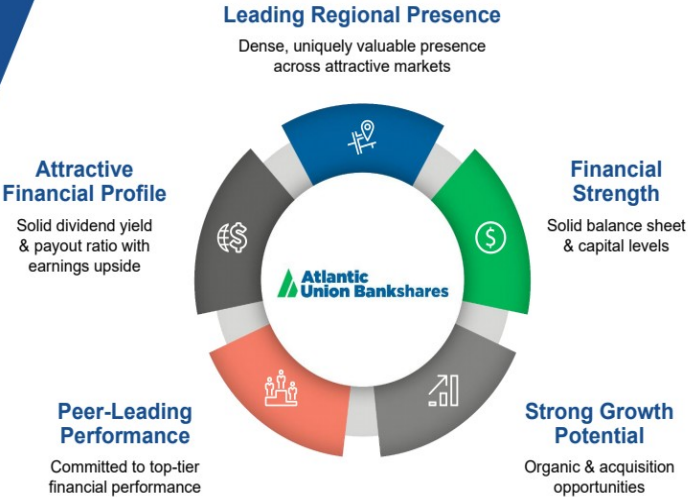 Leading Regional Presence
Dense, uniquely valuable presence
across attractive markets
Attractive
Financial Profile
Solid dividend yield
& payout ratio with
earnings upside
Financial
Strength
Solid balance sheet
& capital levels
Atlantic
Union Bankshares
Peer-Leading
Performance
Committed to top-tier
financial performance
Strong Growth
Potential
Organic & acquisition
opportunities